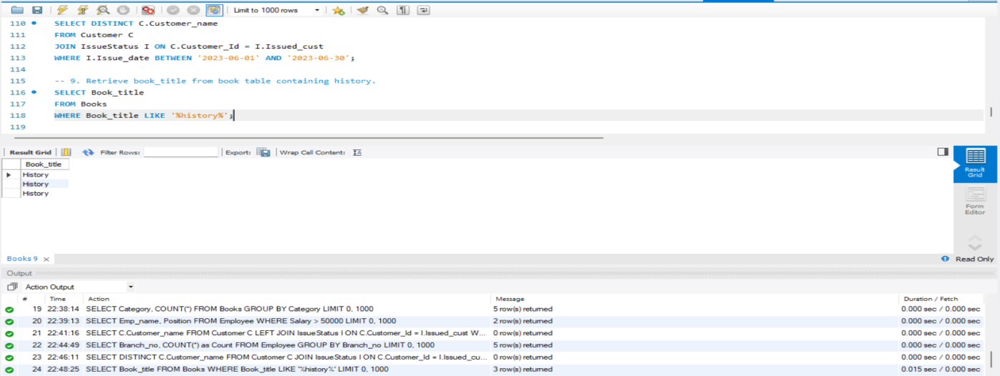 Limit to 1000 rows
110 SELECT DISTINCT C.Customer_name
111 FROM Customer C
112 JOIN IssueStatus I ON C.Customer_Id = I.Issued_cust
113 WHERE I.Issue_date BETWEEN '2023-06-01' AND '2023-06-30';
114
115 -- 9. Retrieve book_title from book table containing history.
116 SELECT Book_title
117 FROM Books
118 WHERE Book_title LIKE '%history%';
119
Result Grid Filter Rows: Export: Wrap Cell Content:
Book_title
History
History
History
Result Grid
Form Editor
Books 9
Read Only
Output
Action Output
# Time Action Message Duration / Fetch
19 22:38:14 SELECT Category, COUNT(*) FROM Books GROUP BY Category LIMIT 0, 1000 5 row(s) returned 0.000 sec / 0.000 sec
20 22:39:13 SELECT Emp_name, Position FROM Employee WHERE Salary > 50000 LIMIT 0, 1000 2 row(s) returned 0.000 sec / 0.000 sec
21 22:41:16 SELECT C.Customer_name FROM Customer C LEFT JOIN IssueStatus I ON C.Customer_Id = I.Issued_cust W... 0 row(s) returned 0.000 sec / 0.000 sec
22 22:44:49 SELECT Branch_no, COUNT(*) as Count FROM Employee GROUP BY Branch_no LIMIT 0, 1000 5 row(s) returned 0.000 sec / 0.000 sec
23 22:46:11 SELECT DISTINCT C.Customer_name FROM Customer C JOIN IssueStatus I ON C.Customer_Id = I.Issued_cu... 0 row(s) returned 0.000 sec / 0.000 sec
24 22:48:25 SELECT Book_title FROM Books WHERE Book_title LIKE '%history%' LIMIT 0, 1000 3 row(s) returned 0.015 sec / 0.000 sec